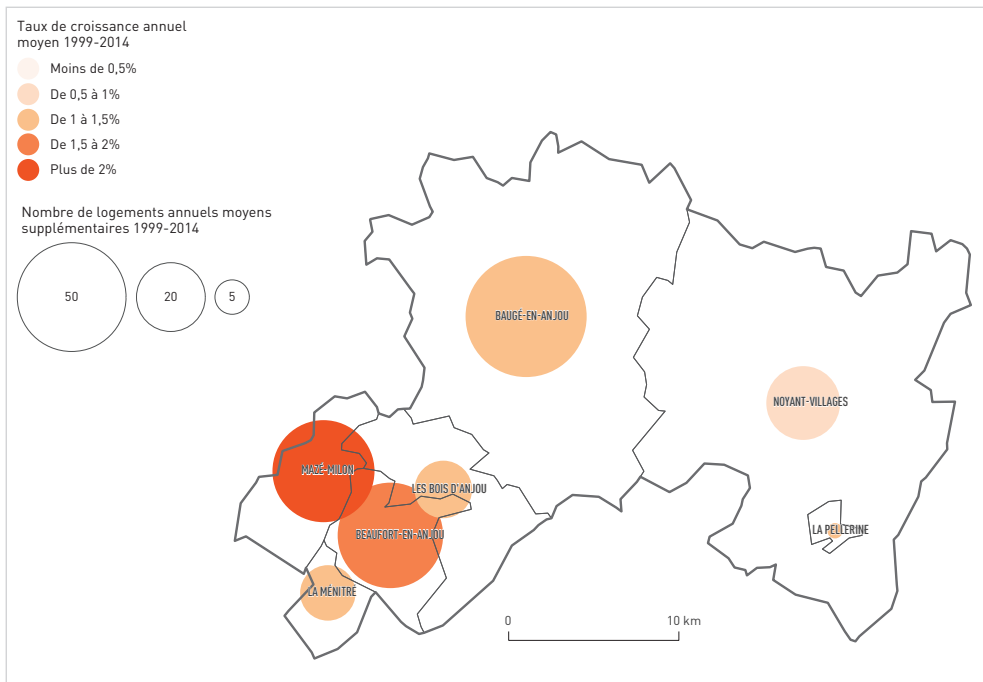 Taux de croissance annuel
moyen 1999-2014
Moins de 0,5%
De 0,5 à 1%
De 1 à 1,5%
De 1,5 à 2%
Plus de 2%
Nombre de logements annuels moyens
supplémentaires 1999-2014
50
20
5
BAUGÉ-EN-ANJOU
NOYANT-VILLAGES
MAZÉ-MILON
LES BOIS D'ANJOU
BEAUFORT-EN-ANJOU
LA PELLERINE
LA MÉNITRÉ
0
10 km